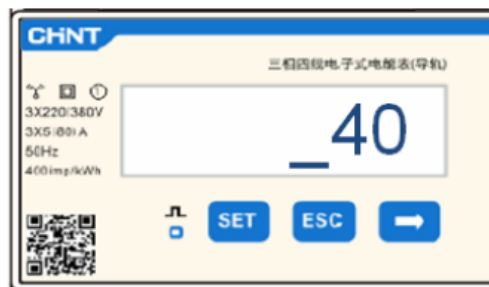 CHNT
三相四线电子式电能表(导轨)
3X220/380V
3X5(80)A
50Hz
400imp/kWh
_40
SET
ESC